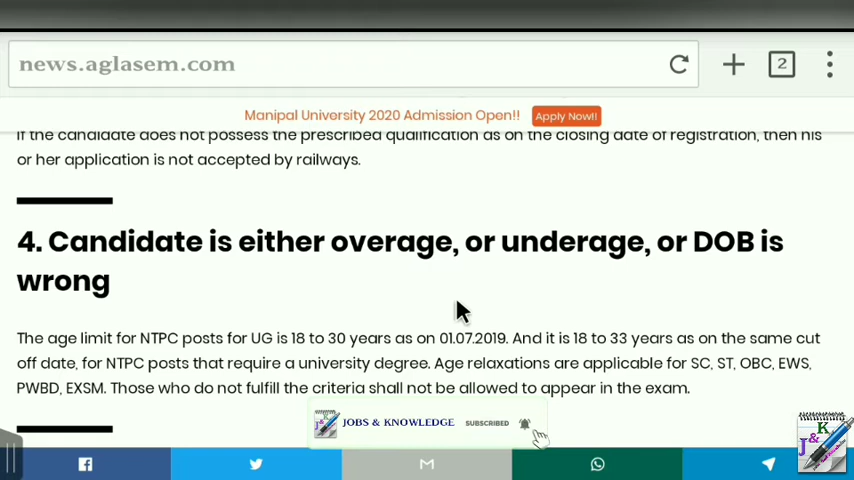 news.aglasem.com
2
Manipal University 2020 Admission Open!! Apply Now!!
If the candidate does not possess the prescribed qualification as on the closing date of registration, then his
or her application is not accepted by railways.
4. Candidate is either overage, or underage, or DOB is
wrong
The age limit for NTPC posts for UG is 18 to 30 years as on 01.07.2019. And it is 18 to 33 years as on the same cut
off date, for NTPC posts that require a university degree. Age relaxations are applicable for SC, ST, OBC, EWS,
PWBD, EXSM. Those who do not fulfill the criteria shall not be allowed to appear in the exam.
JOBS & KNOWLEDGE SUBSCRIBED
J&K